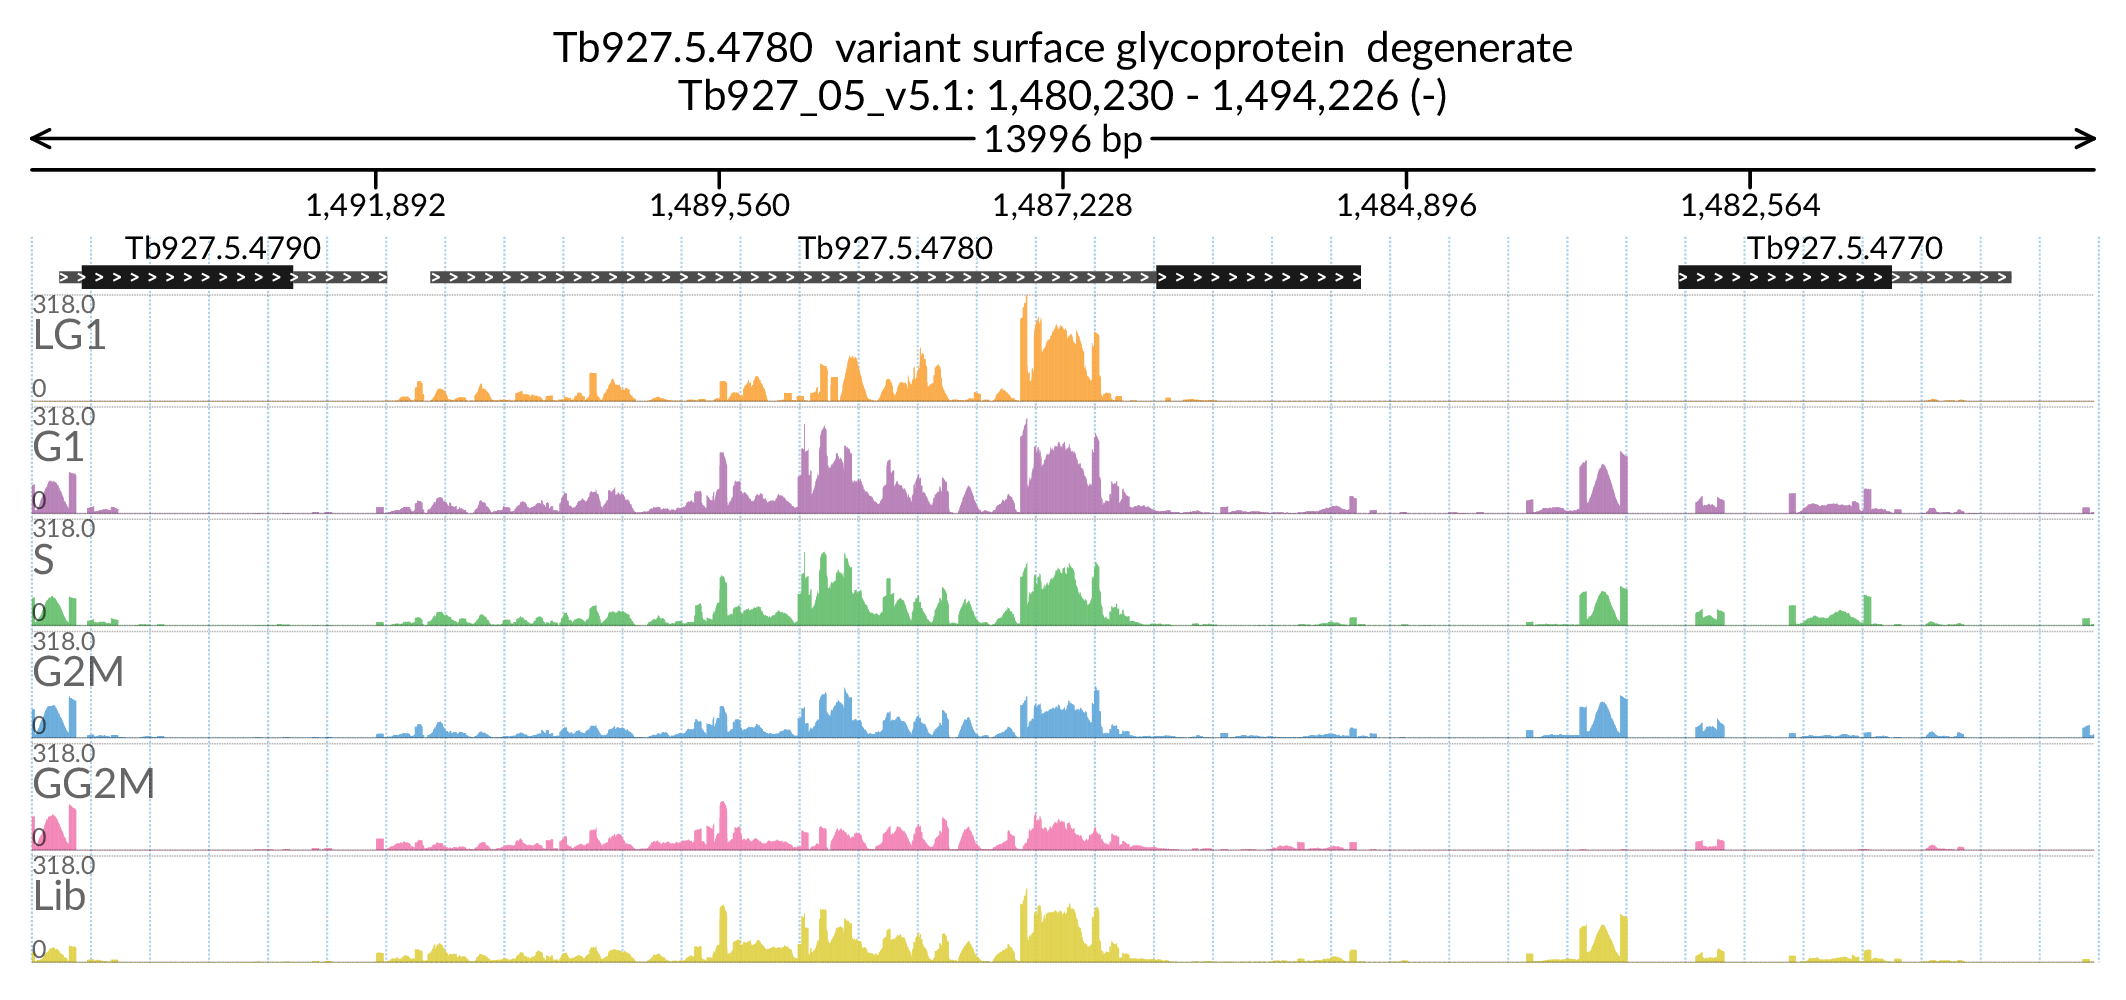 Tb927.5.4780  variant surface glycoprotein  degenerate
Tb927_05_v5.1: 1,480,230 - 1,494,226 (-)
13996 bp
1,491,892 1,489,560 1,487,228 1,484,896 1,482,564
Tb927.5.4790 Tb927.5.4780 Tb927.5.4770
318.0
LG1
0
318.0
G1
0
318.0
S
0
318.0
G2M
0
318.0
GG2M
0
318.0
Lib
0